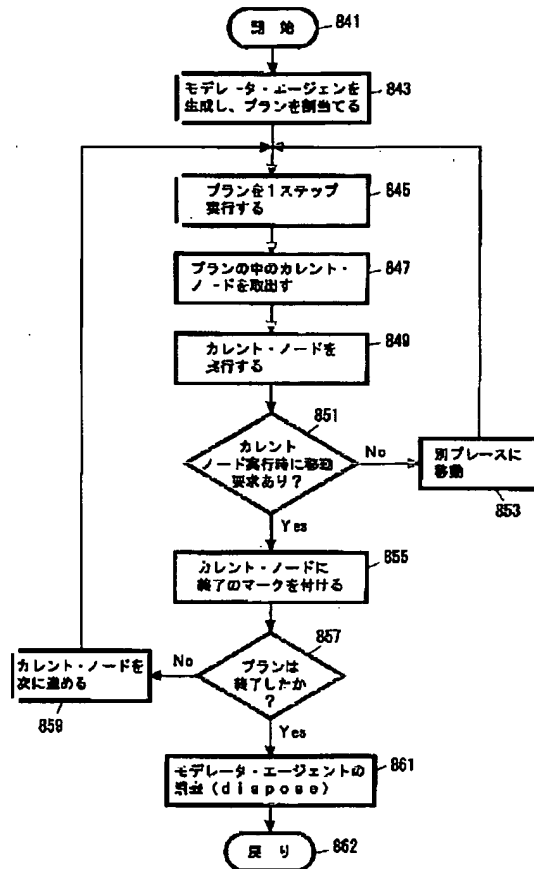 開 始
841
モデレータ・エージェンを
生成し、プランを割当てる
843
プランを1ステップ
実行する
845
プランの中のカレント・
ノードを取出す
847
カレント・ノードを
実行する
849
851
カレント
ノード実行時に移動
要求あり?
No
別プレースに
移動
853
Yes
カレント・ノードに
終了のマークを付ける
855
857
プランは
終了したか
?
No
カレント・ノードを
次に進める
859
Yes
モデレータ・エージェントの
消去(dispose)
861
戻 り
862